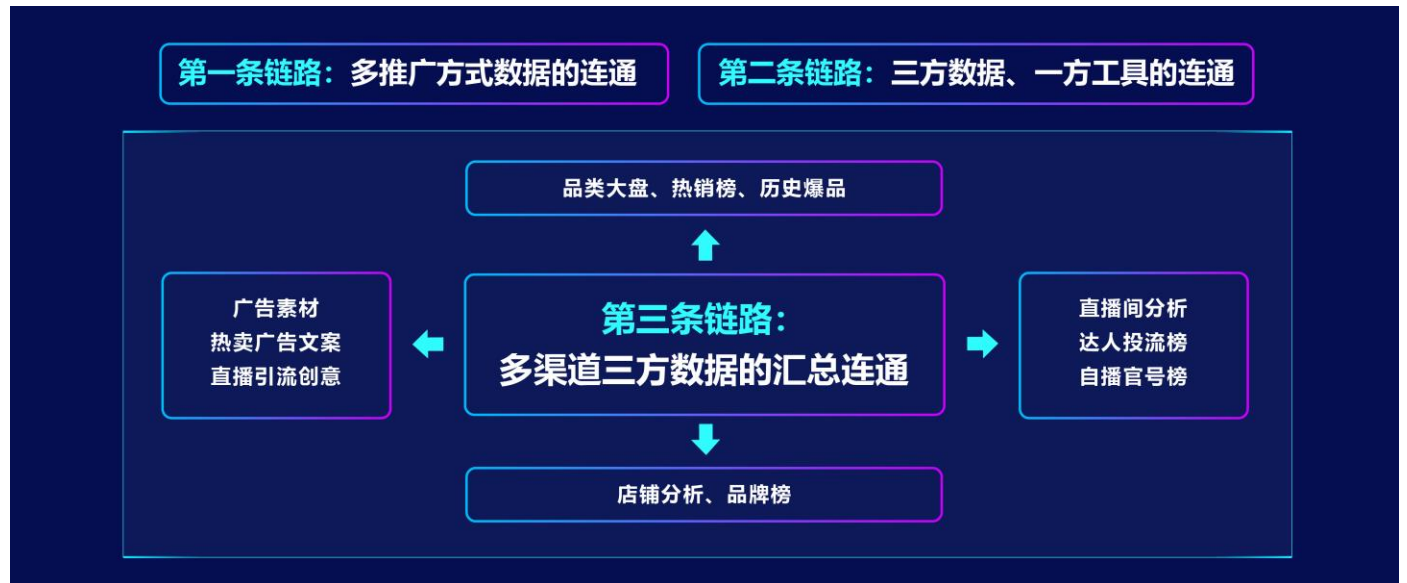 第一条链路：多推广方式数据的连通
第二条链路：三方数据、一方工具的连通
品类大盘、热销榜、历史爆品
广告素材
热卖广告文案
直播引流创意
第三条链路：
多渠道三方数据的汇总连通
直播间分析
达人投流榜
自播官号榜
店铺分析、品牌榜